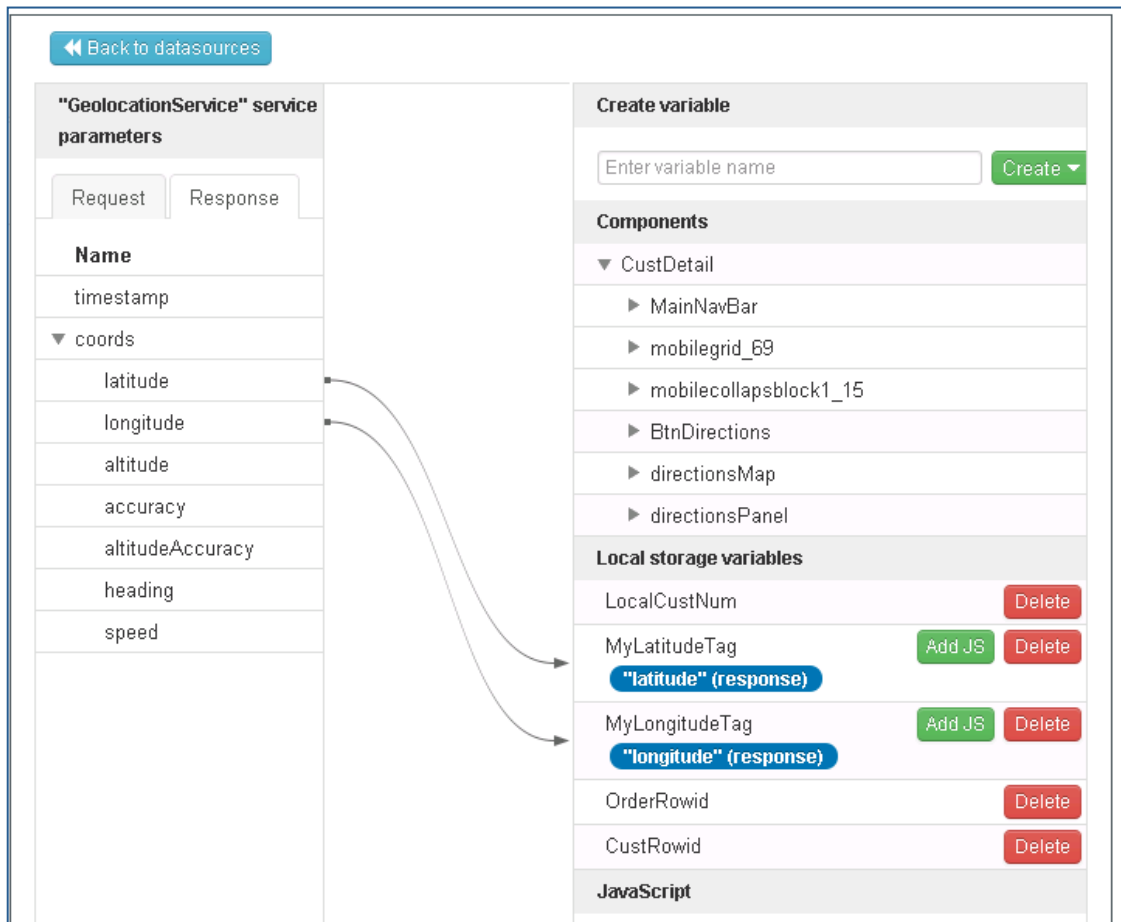 Back to datasources
"GeolocationService" service
parameters
Request
Response
Name
timestamp
coords
latitude
longitude
altitude
accuracy
altitudeAccuracy
heading
speed
Create variable
Enter variable name
Create
Components
CustDetail
MainNavBar
mobilegrid_69
mobilecollapsblock1_15
BtnDirections
directionsMap
directionsPanel
Local storage variables
LocalCustNum Delete
MyLatitudeTag Add JS Delete
"latitude" (response)
MyLongitudeTag Add JS Delete
"longitude" (response)
OrderRowid Delete
CustRowid Delete
JavaScript